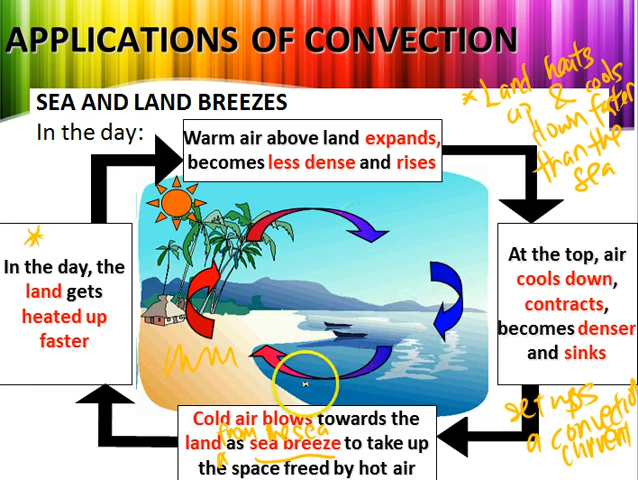 APPLICATIONS OF CONVECTION
SEA AND LAND BREEZES
In the day:
* Land heats
up & cools
down faster
than the
sea
Warm air above land expands,
becomes less dense and rises
In the day, the
land gets
heated up
faster
At the top, air
cools down,
contracts,
becomes denser
and sinks
set ups
a convection
current
Cold air blows towards the
from the sea
land as sea breeze to take up
the space freed by hot air